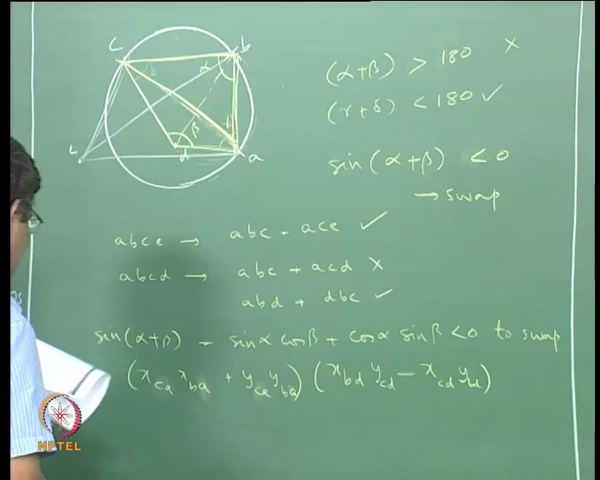 c b
α
δ
β γ
d a
(α+β) > 180 ×
(γ+δ) < 180 ✓
sin(α+β) < 0
→ swap
abce → abc + ace ✓
abcd → abc + acd ×
abd + dbc ✓
sin(α+β) = sinα cosβ + cosα sinβ < 0 to swap
(x_ca x_ba + y_ca y_ba) (x_bd y_cd − x_cd y_bd)
NPTEL